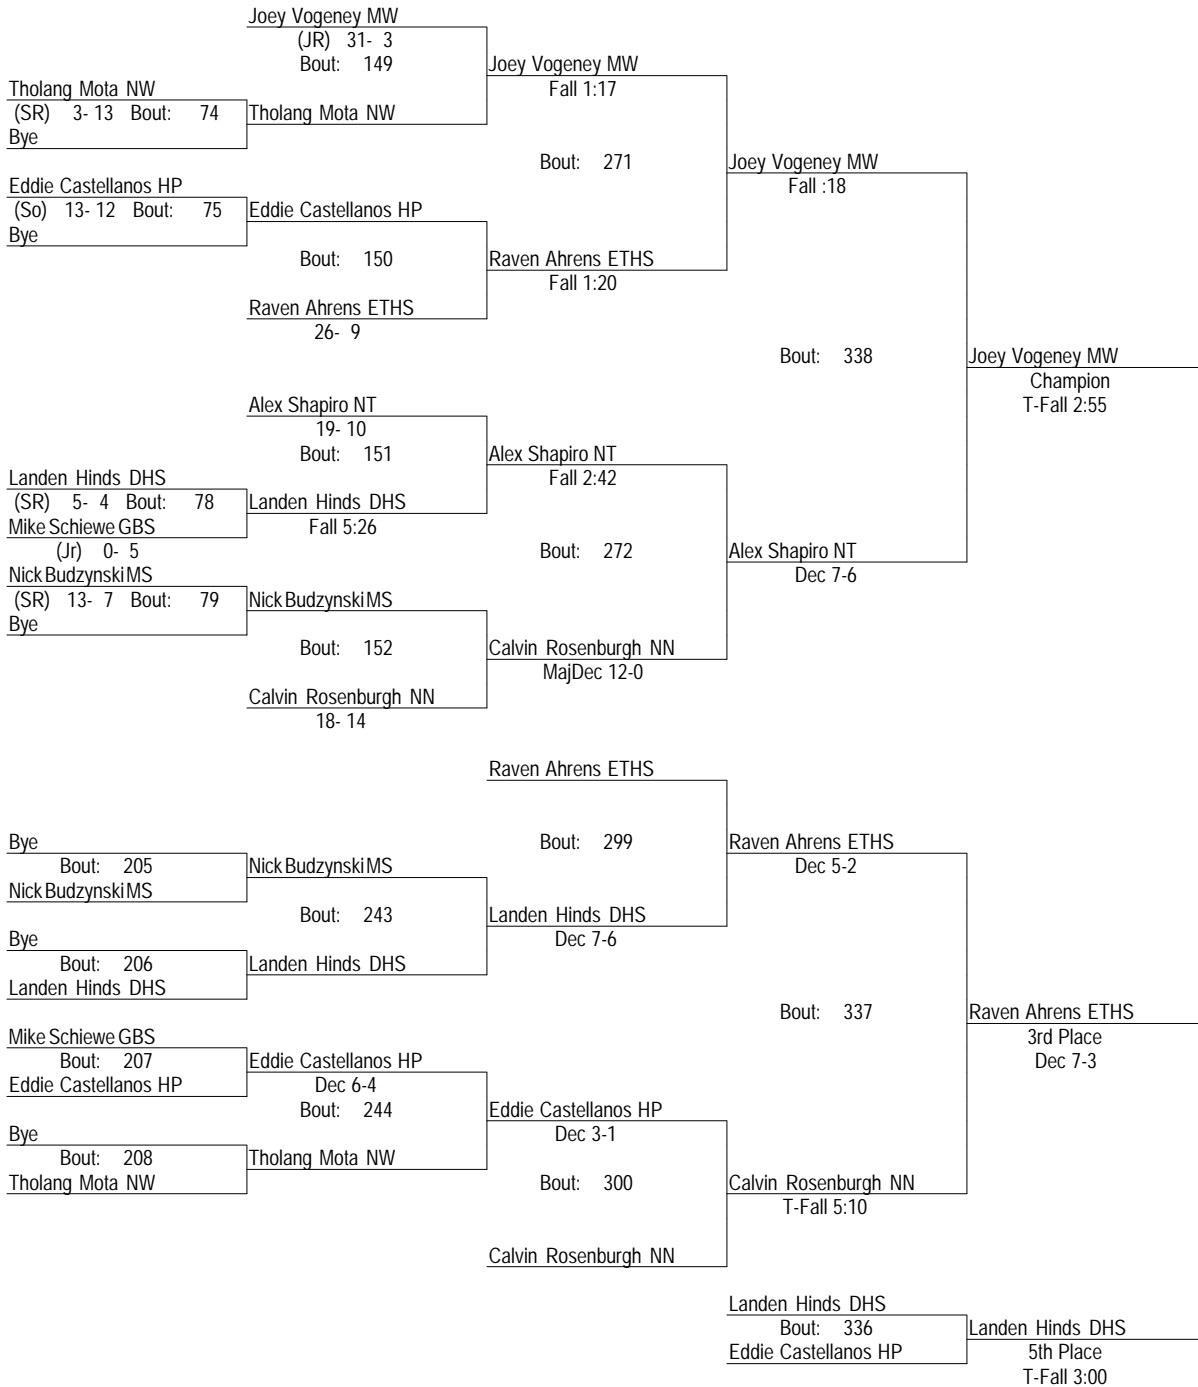 Joey Vogeney MW
(JR) 31- 3
Bout: 149
Joey Vogeney MW
Fall 1:17
Tholang Mota NW
(SR) 3- 13 Bout: 74
Tholang Mota NW
Bye
Bout: 271
Joey Vogeney MW
Fall :18
Eddie Castellanos HP
(So) 13- 12 Bout: 75
Eddie Castellanos HP
Bye
Bout: 150
Raven Ahrens ETHS
Fall 1:20
Raven Ahrens ETHS
26- 9
Bout: 338
Joey Vogeney MW
Champion
T-Fall 2:55
Alex Shapiro NT
19- 10
Bout: 151
Alex Shapiro NT
Fall 2:42
Landen Hinds DHS
(SR) 5- 4 Bout: 78
Landen Hinds DHS
Mike Schiewe GBS
Fall 5:26
(Jr) 0- 5
Bout: 272
Alex Shapiro NT
Dec 7-6
Nick Budzynski MS
(SR) 13- 7 Bout: 79
Nick Budzynski MS
Bye
Bout: 152
Calvin Rosenburgh NN
MajDec 12-0
Calvin Rosenburgh NN
18- 14
Raven Ahrens ETHS
Bye
Bout: 299
Raven Ahrens ETHS
Dec 5-2
Bout: 205
Nick Budzynski MS
Nick Budzynski MS
Bout: 243
Landen Hinds DHS
Dec 7-6
Bye
Bout: 206
Landen Hinds DHS
Landen Hinds DHS
Bout: 337
Raven Ahrens ETHS
3rd Place
Dec 7-3
Mike Schiewe GBS
Bout: 207
Eddie Castellanos HP
Eddie Castellanos HP
Dec 6-4
Bout: 244
Eddie Castellanos HP
Dec 3-1
Bye
Bout: 208
Tholang Mota NW
Tholang Mota NW
Bout: 300
Calvin Rosenburgh NN
T-Fall 5:10
Calvin Rosenburgh NN
Landen Hinds DHS
Bout: 336
Landen Hinds DHS
Eddie Castellanos HP
5th Place
T-Fall 3:00